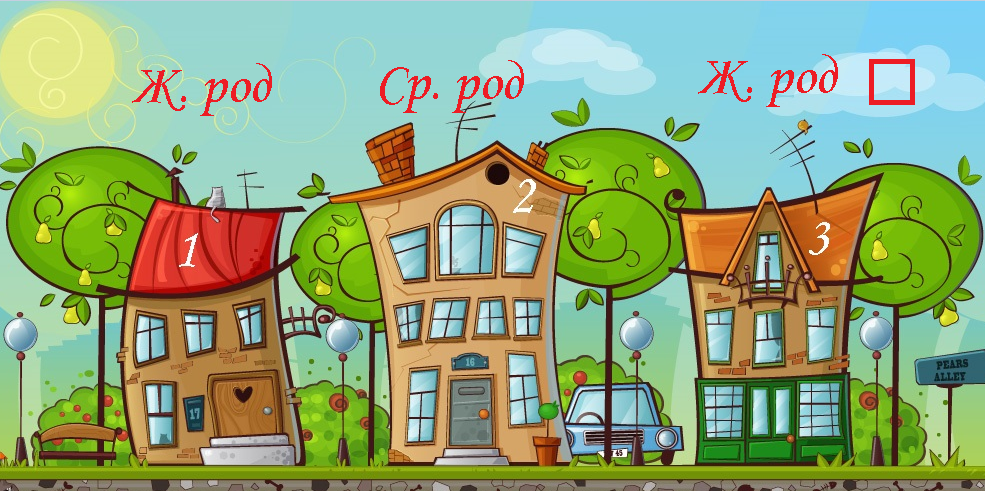 Ж. род
Ср. род
Ж. род
1
2
3
16
17
PEARS
ALLEY